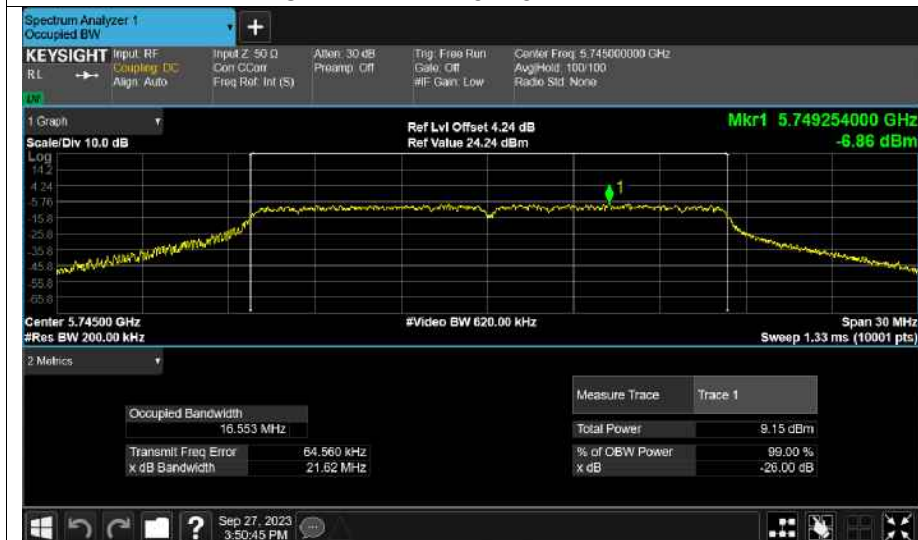 Spectrum Analyzer 1
Occupied BW
+
KEYSIGHT Input: RF Input Z: 50 Ω Atten: 30 dB Trig: Free Run Center Freq: 5.745000000 GHz
RL Coupling: DC Corr CCorr Preamp: Off Gate: Off Avg|Hold: 100/100
Align: Auto Freq Ref: Int (S) #IF Gain: Low Radio Std: None
1 Graph Ref Lvl Offset 4.24 dB Mkr1 5.749254000 GHz
Scale/Div 10.0 dB Ref Value 24.24 dBm -6.86 dBm
Log
14.2
4.24
-5.76
-15.8
-25.8
-35.8
-45.8
-55.8
-65.8
1
Center 5.74500 GHz #Video BW 620.00 kHz Span 30 MHz
#Res BW 200.00 kHz Sweep 1.33 ms (10001 pts)
2 Metrics
Measure Trace Trace 1
Occupied Bandwidth
16.553 MHz Total Power 9.15 dBm
Transmit Freq Error 64.560 kHz % of OBW Power 99.00 %
x dB Bandwidth 21.62 MHz x dB -26.00 dB
? Sep 27, 2023
3:50:45 PM